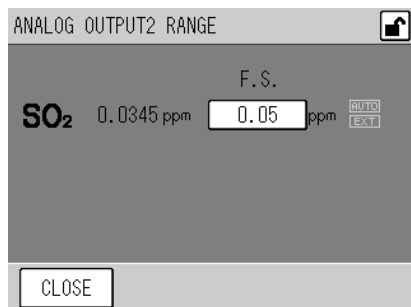 ANALOG OUTPUT2 RANGE
F.S.
SO₂ 0.0345 ppm 0.05 ppm AUTO
EXT
CLOSE